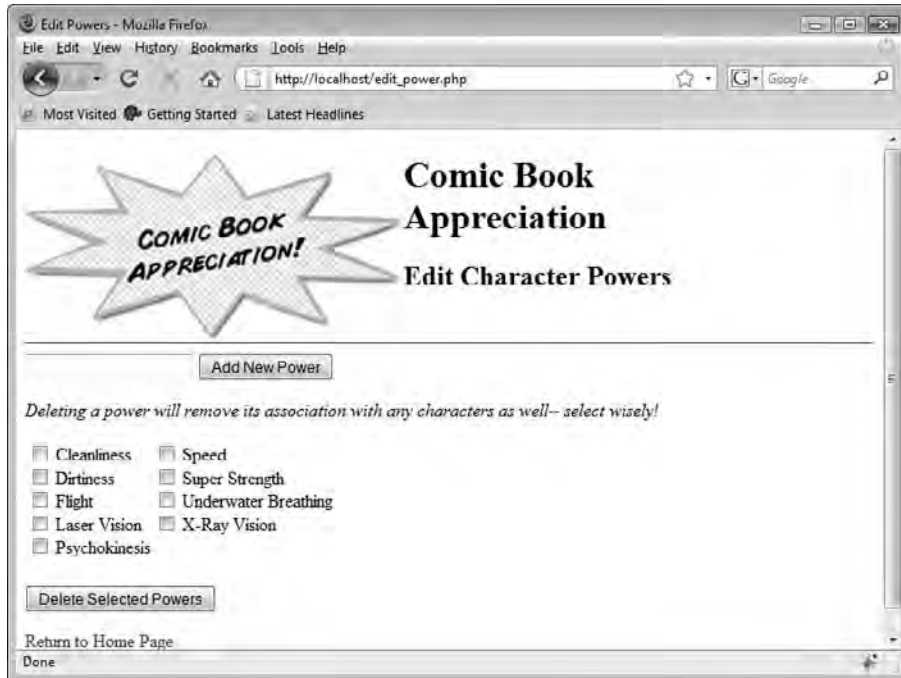 Edit Powers - Mozilla Firefox
File Edit View History Bookmarks Tools Help
http://localhost/edit_power.php
G Google
Most Visited Getting Started Latest Headlines
COMIC BOOK
APPRECIATION!
Comic Book
Appreciation
Edit Character Powers
Add New Power
Deleting a power will remove its association with any characters as well-- select wisely!
Cleanliness Speed
Dirtiness Super Strength
Flight Underwater Breathing
Laser Vision X-Ray Vision
Psychokinesis
Delete Selected Powers
Return to Home Page
Done